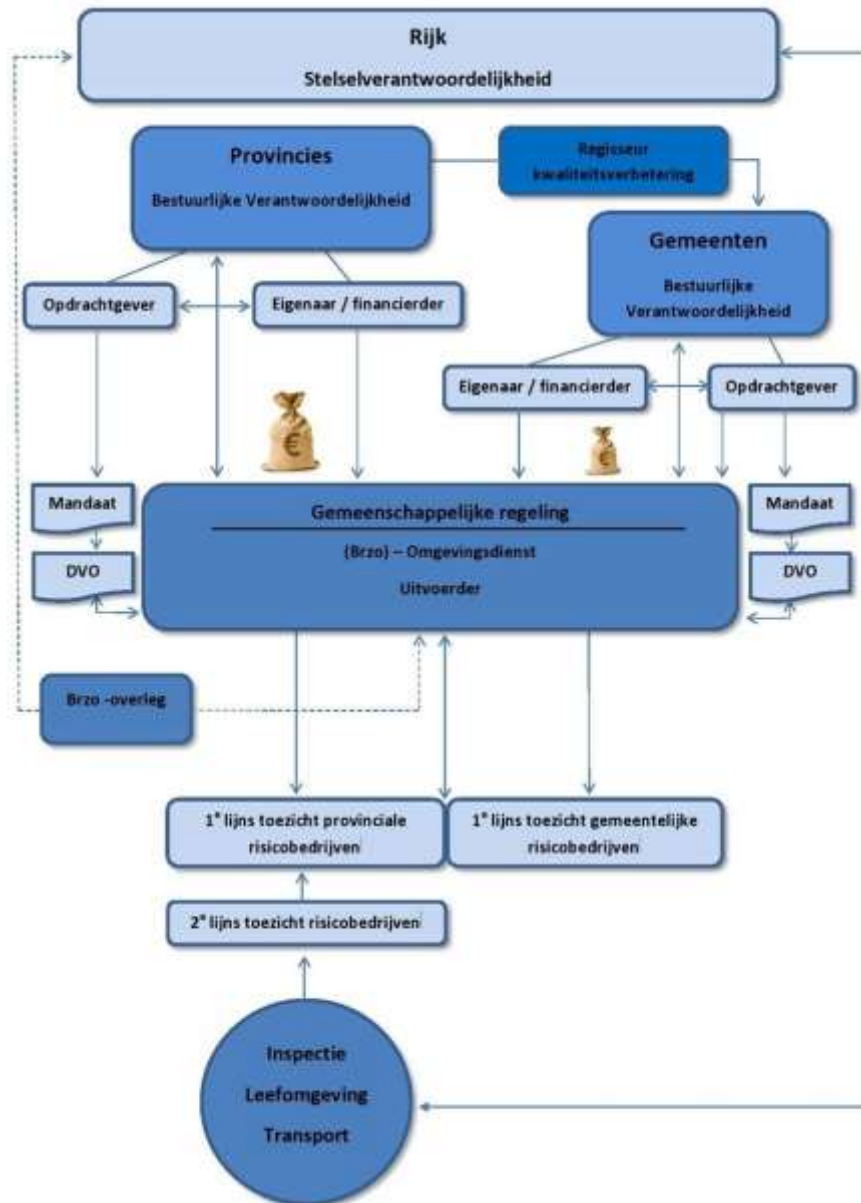 Rijk
Stelselverantwoordelijkheid
Provincies
Bestuurlijke Verantwoordelijkheid
Regisseur
kwaliteitsverbetering
Gemeenten
Bestuurlijke
Verantwoordelijkheid
Opdrachtgever
Eigenaar / financierder
Eigenaar / financierder
Opdrachtgever
€
€
Mandaat
DVO
Gemeenschappelijke regeling
(Brzo) – Omgevingsdienst
Uitvoerder
Mandaat
DVO
Brzo -overleg
1e lijns toezicht provinciale
risicobedrijven
1e lijns toezicht gemeentelijke
risicobedrijven
2e lijns toezicht risicobedrijven
Inspectie
Leefomgeving
Transport